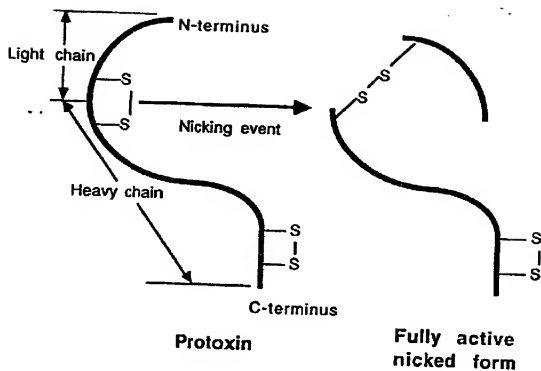 N-terminus
Light chain
S
S
S
S
Nicking event
Heavy chain
S
S
S
S
C-terminus
Protoxin
Fully active
nicked form